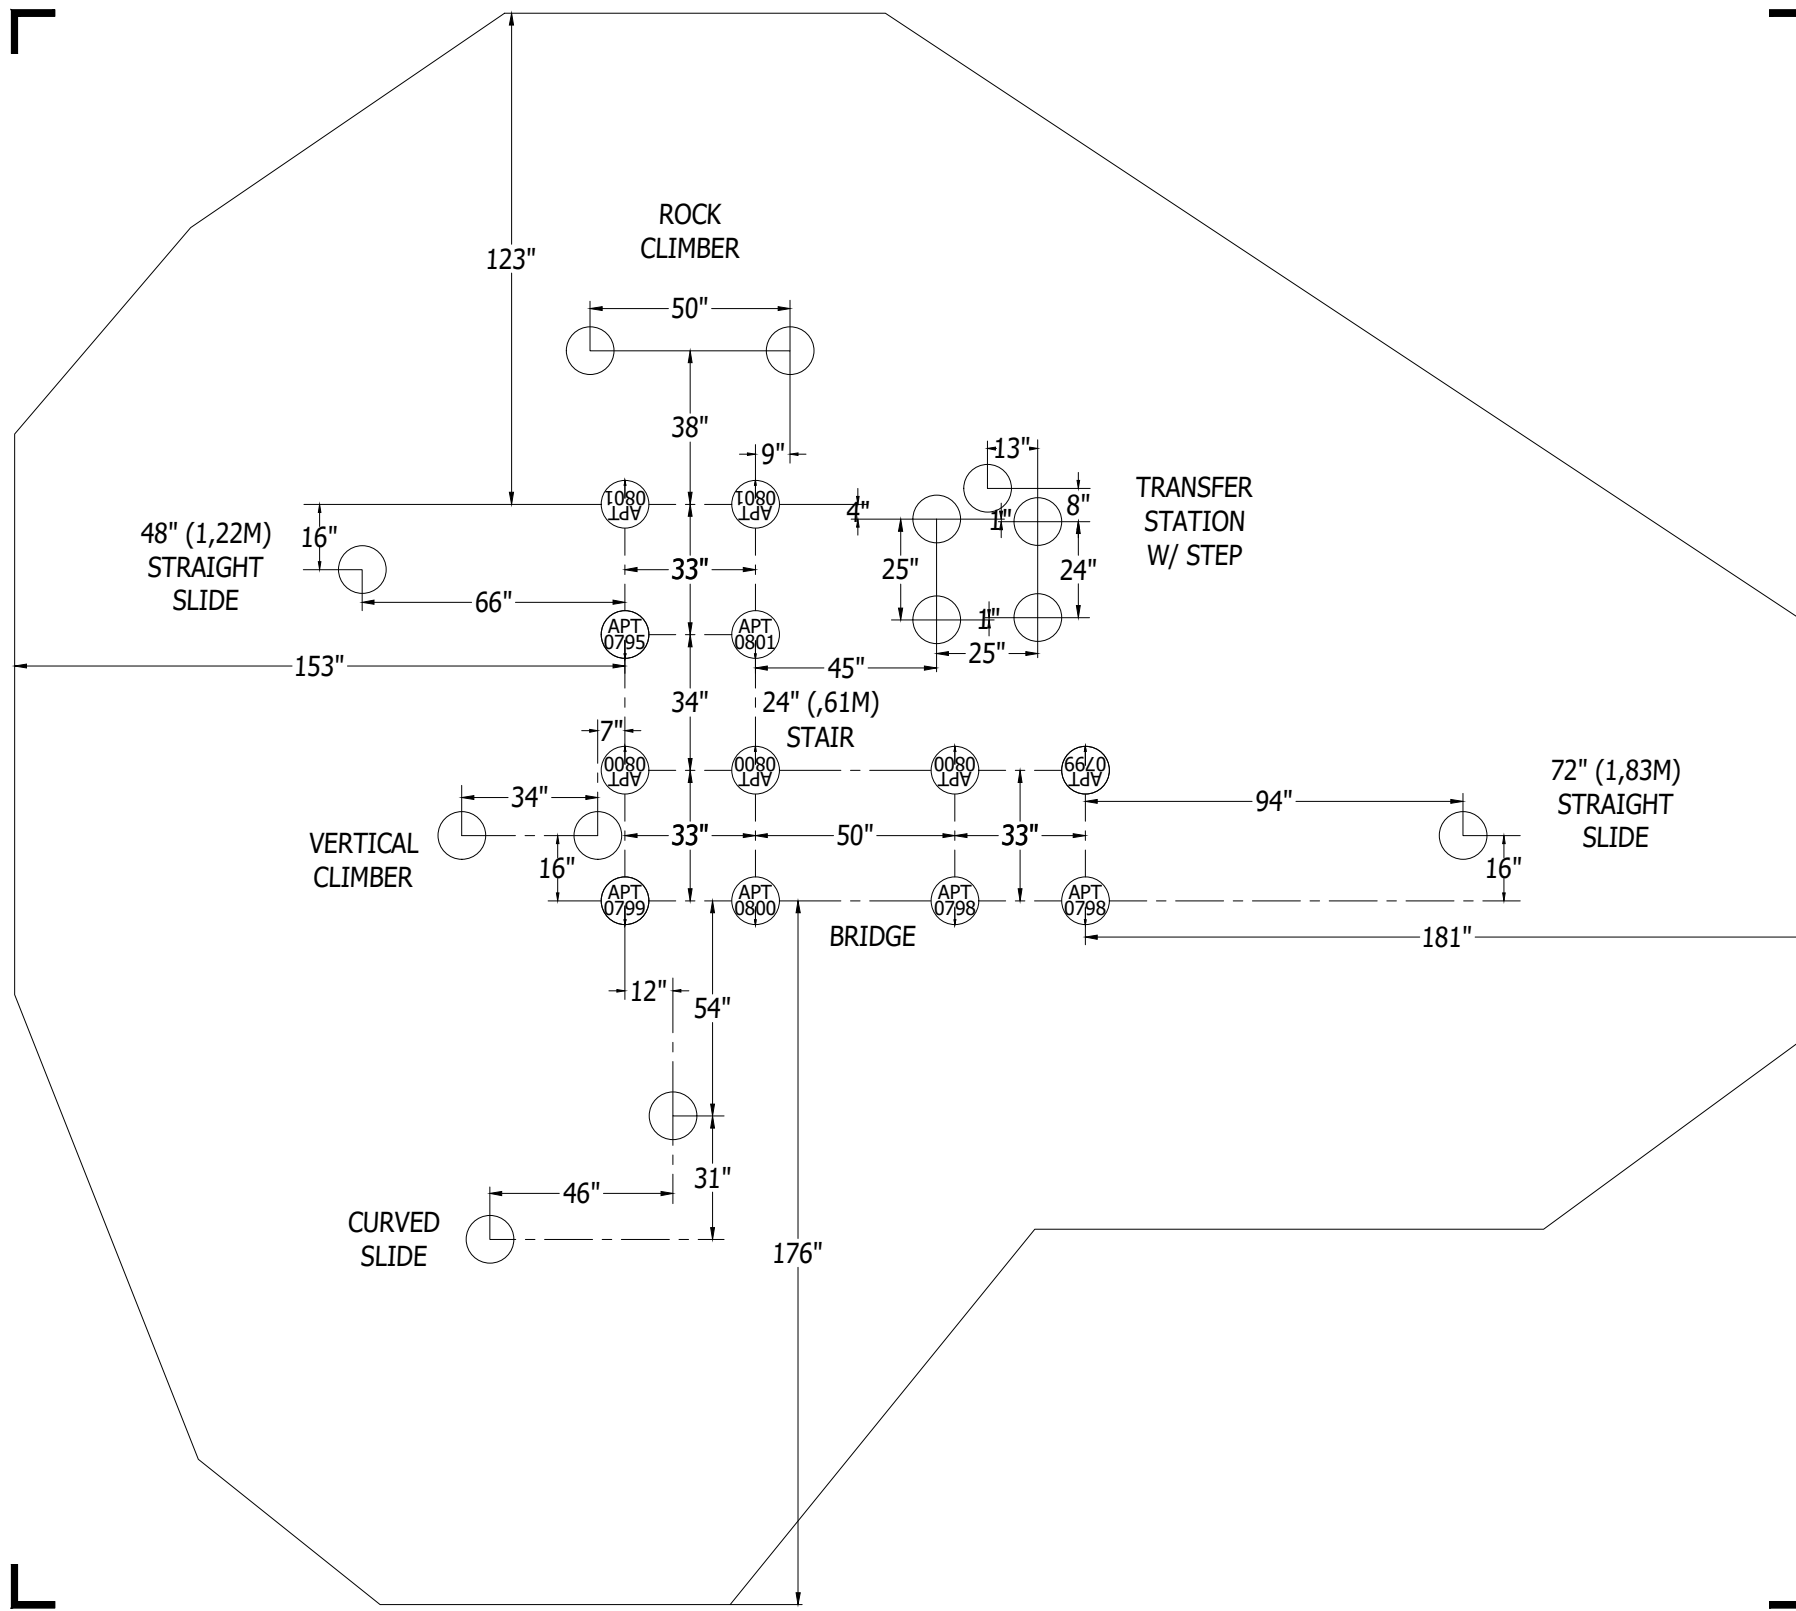 ROCK
CLIMBER
123"
50"
38"
9"
13"
APT
0801
APT
0801
4"
1"
8"
TRANSFER
STATION
W/ STEP
48" (1,22M)
STRAIGHT
SLIDE
16"
33"
25"
24"
66"
APT
0795
APT
0801
1"
25"
153"
45"
34"
24" (,61M)
STAIR
7"
APT
0800
APT
0800
APT
0800
APT
0799
72" (1,83M)
STRAIGHT
SLIDE
34"
94"
VERTICAL
CLIMBER
33"
50"
33"
16"
16"
APT
0799
APT
0800
APT
0798
APT
0798
BRIDGE
181"
12"
54"
31"
46"
CURVED
SLIDE
176"